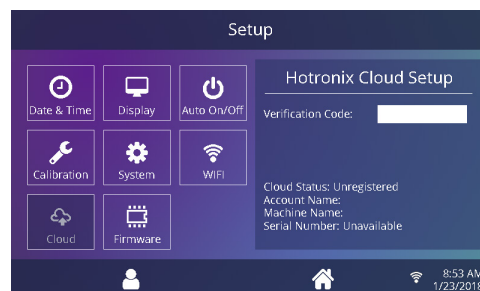 Setup
Date & Time
Display
Auto On/Off
Calibration
System
WIFI
Cloud
Firmware
Hotronix Cloud Setup
Verification Code:
Cloud Status: Unregistered
Account Name:
Machine Name:
Serial Number: Unavailable
8:53 AM
1/23/2018